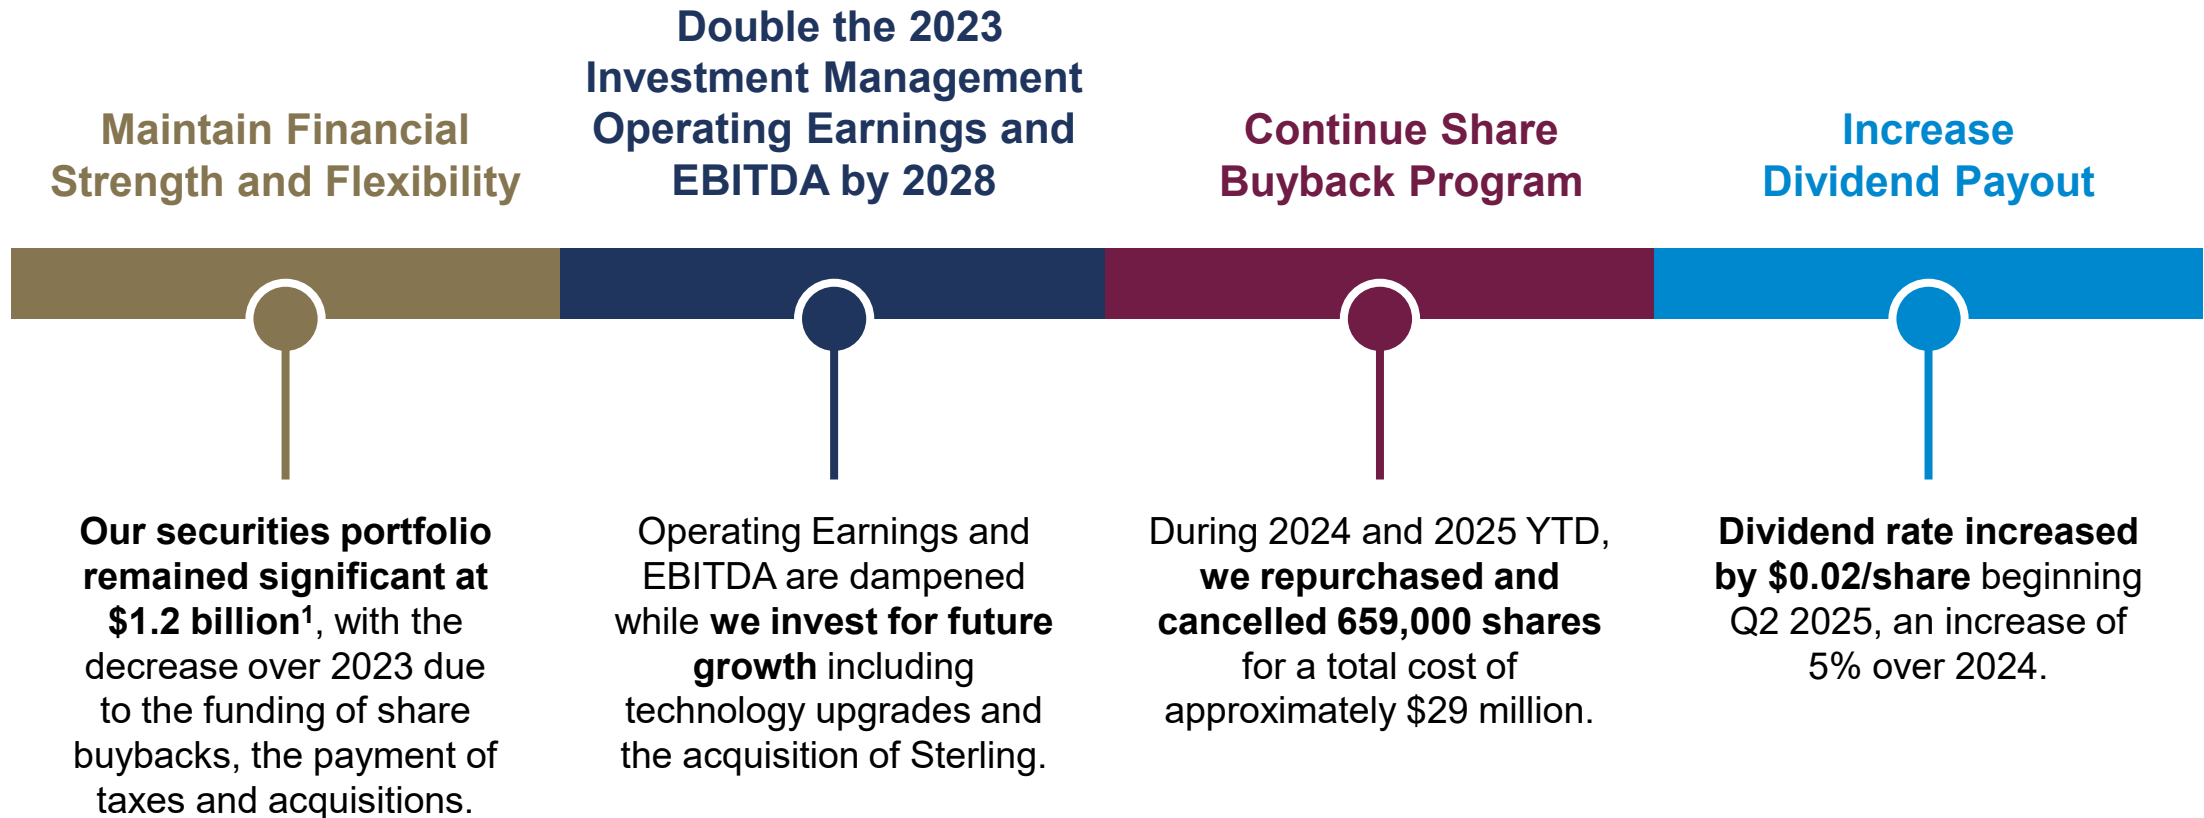 Maintain Financial
Strength and Flexibility
Our securities portfolio
remained significant at
$1.2 billion¹, with the
decrease over 2023 due
to the funding of share
buybacks, the payment of
taxes and acquisitions.
Double the 2023
Investment Management
Operating Earnings and
EBITDA by 2028
Operating Earnings and
EBITDA are dampened
while we invest for future
growth including
technology upgrades and
the acquisition of Sterling.
Continue Share
Buyback Program
During 2024 and 2025 YTD,
we repurchased and
cancelled 659,000 shares
for a total cost of
approximately $29 million.
Increase
Dividend Payout
Dividend rate increased
by $0.02/share beginning
Q2 2025, an increase of
5% over 2024.